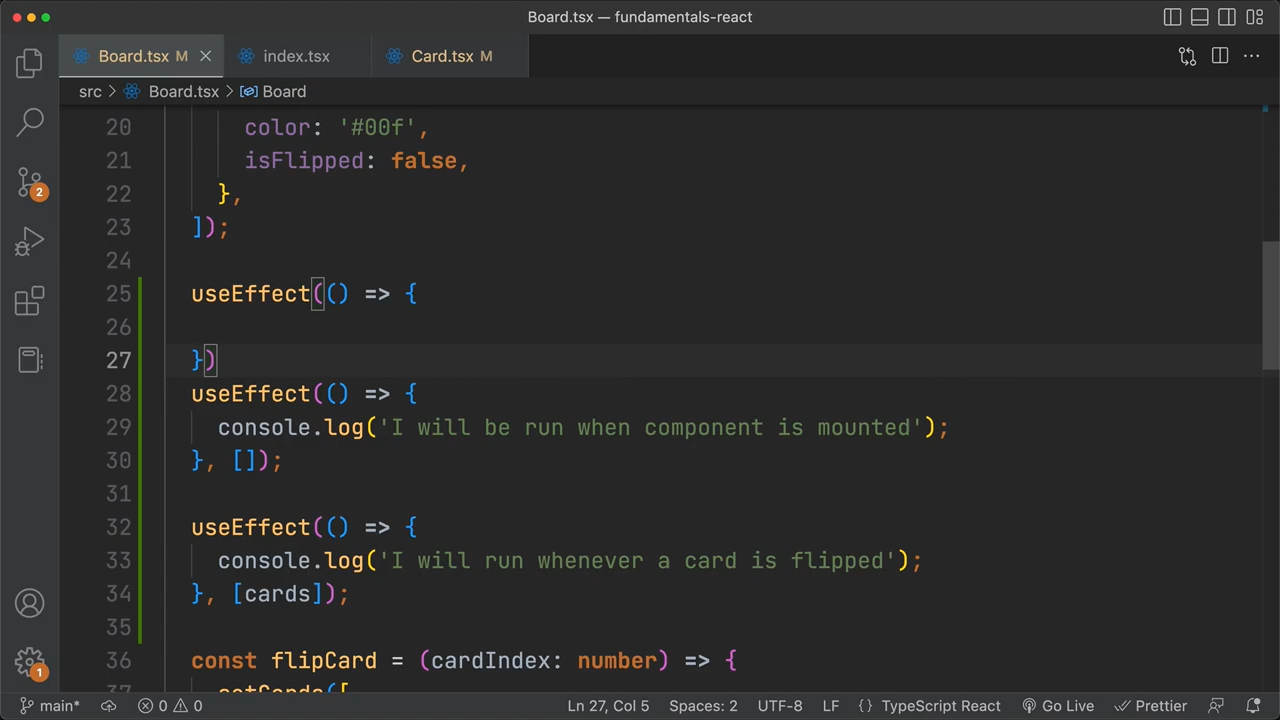 Board.tsx — fundamentals-react
Board.tsx M index.tsx Card.tsx M
src > Board.tsx > Board
20 color: '#00f',
21 isFlipped: false,
22 },
23 ]);
24
25 useEffect(() => {
26
27 })
28 useEffect(() => {
29 console.log('I will be run when component is mounted');
30 }, []);
31
32 useEffect(() => {
33 console.log('I will run whenever a card is flipped');
34 }, [cards]);
35
36 const flipCard = (cardIndex: number) => {
37 setCards([
2
1
main* 0 0 Ln 27, Col 5 Spaces: 2 UTF-8 LF {} TypeScript React Go Live Prettier